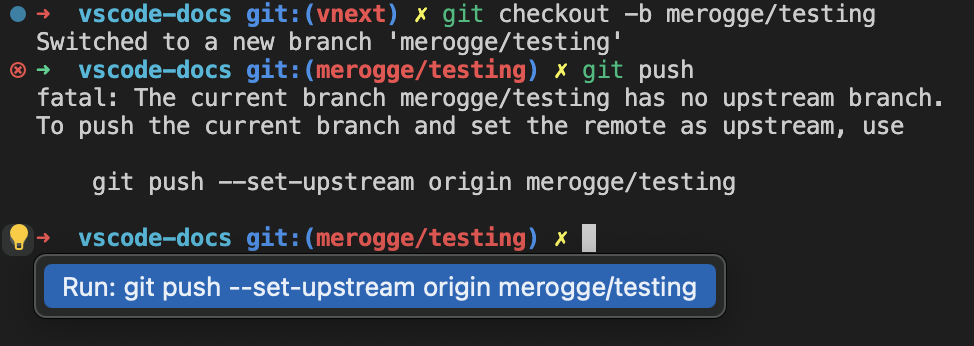 ➜ vscode-docs git:(vnext) ✗ git checkout -b merogge/testing
Switched to a new branch 'merogge/testing'
➜ vscode-docs git:(merogge/testing) ✗ git push
fatal: The current branch merogge/testing has no upstream branch.
To push the current branch and set the remote as upstream, use
git push --set-upstream origin merogge/testing
➜ vscode-docs git:(merogge/testing) ✗
Run: git push --set-upstream origin merogge/testing